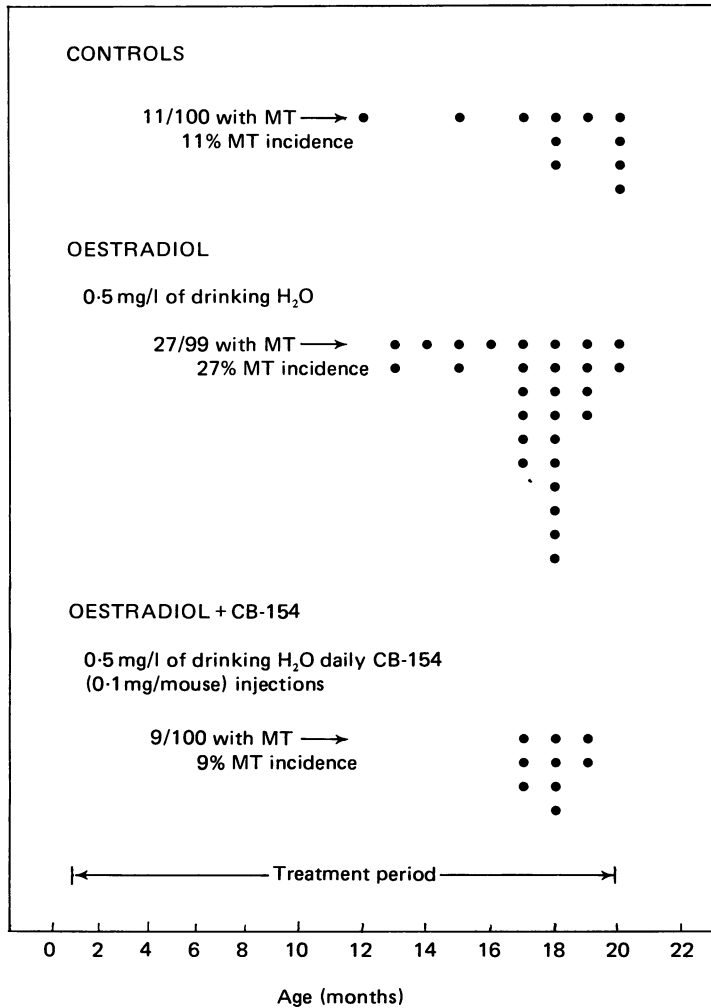 CONTROLS
11/100 with MT
11% MT incidence
OESTRADIOL
0·5 mg/l of drinking H₂O
27/99 with MT
27% MT incidence
OESTRADIOL + CB-154
0·5 mg/l of drinking H₂O daily CB-154
(0·1 mg/mouse) injections
9/100 with MT
9% MT incidence
Treatment period
0 2 4 6 8 10 12 14 16 18 20 22
Age (months)